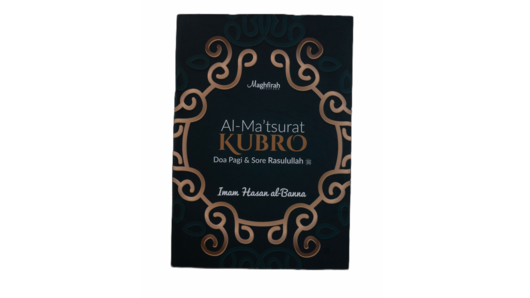 Maghfirah
Al-Ma'tsurat
KUBRO
Doa Pagi & Sore Rasulullah ﷺ
Imam Hasan al-Banna